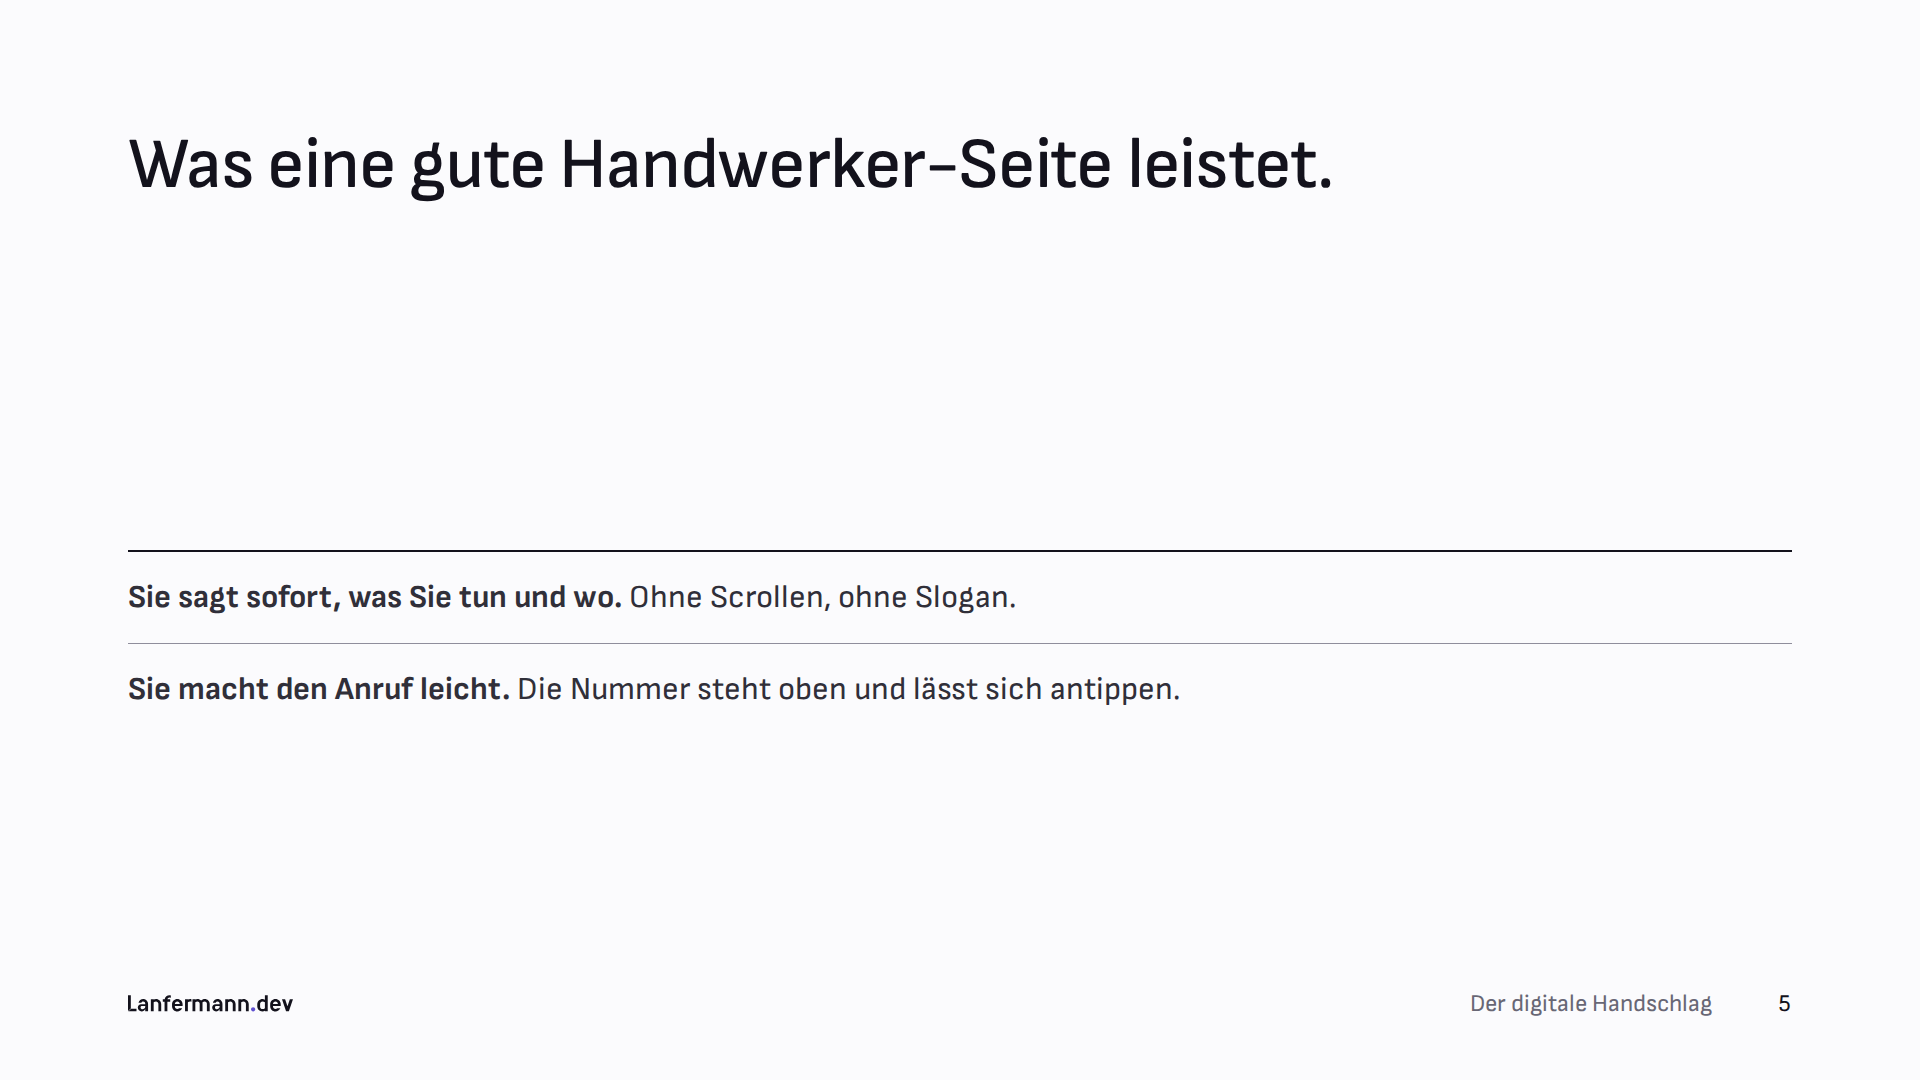 Was eine gute Handwerker-Seite leistet.
Sie sagt sofort, was Sie tun und wo. Ohne Scrollen, ohne Slogan.
Sie macht den Anruf leicht. Die Nummer steht oben und lässt sich antippen.
Lanfermann.dev
Der digitale Handschlag 5